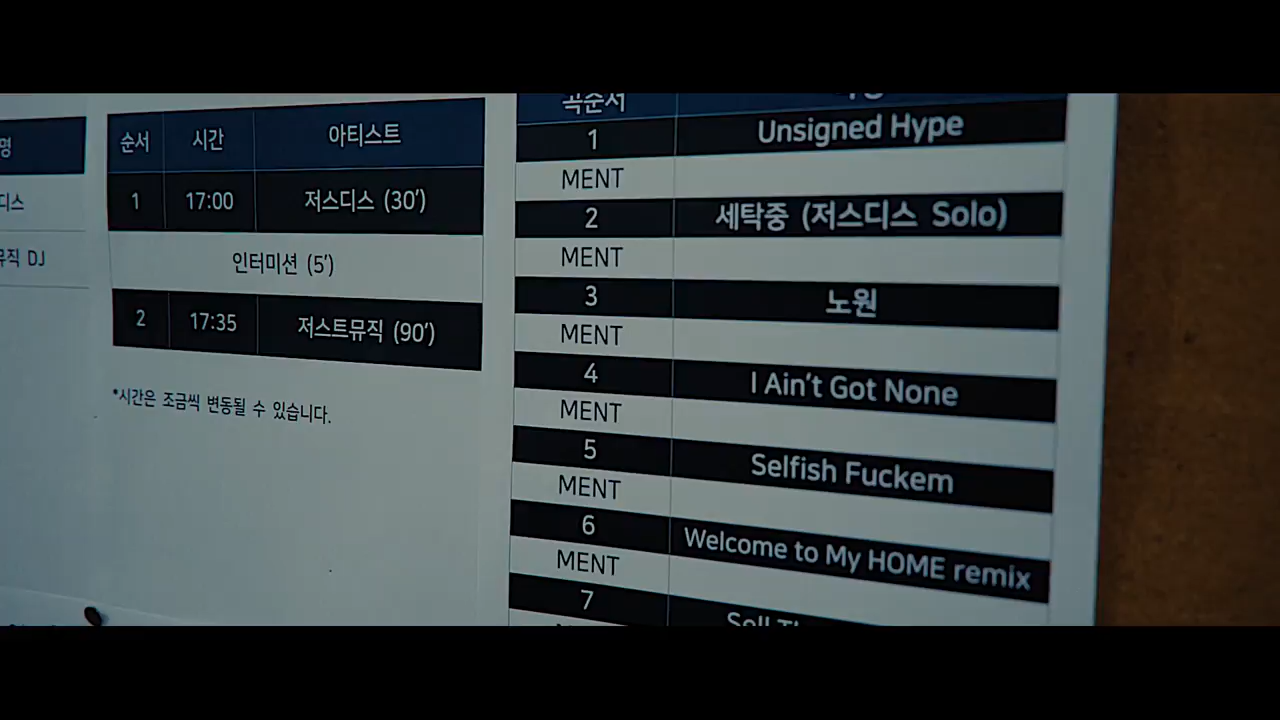 명
디스
뮤직 DJ
순서 시간 아티스트
1 17:00 저스디스 (30')
인터미션 (5')
2 17:35 저스트뮤직 (90')
*시간은 조금씩 변동될 수 있습니다.
곡순서
1 Unsigned Hype
MENT
2 세탁중 (저스디스 Solo)
MENT
3 노원
MENT
4 I Ain't Got None
MENT
5 Selfish Fuckem
MENT
6 Welcome to My HOME remix
MENT
7